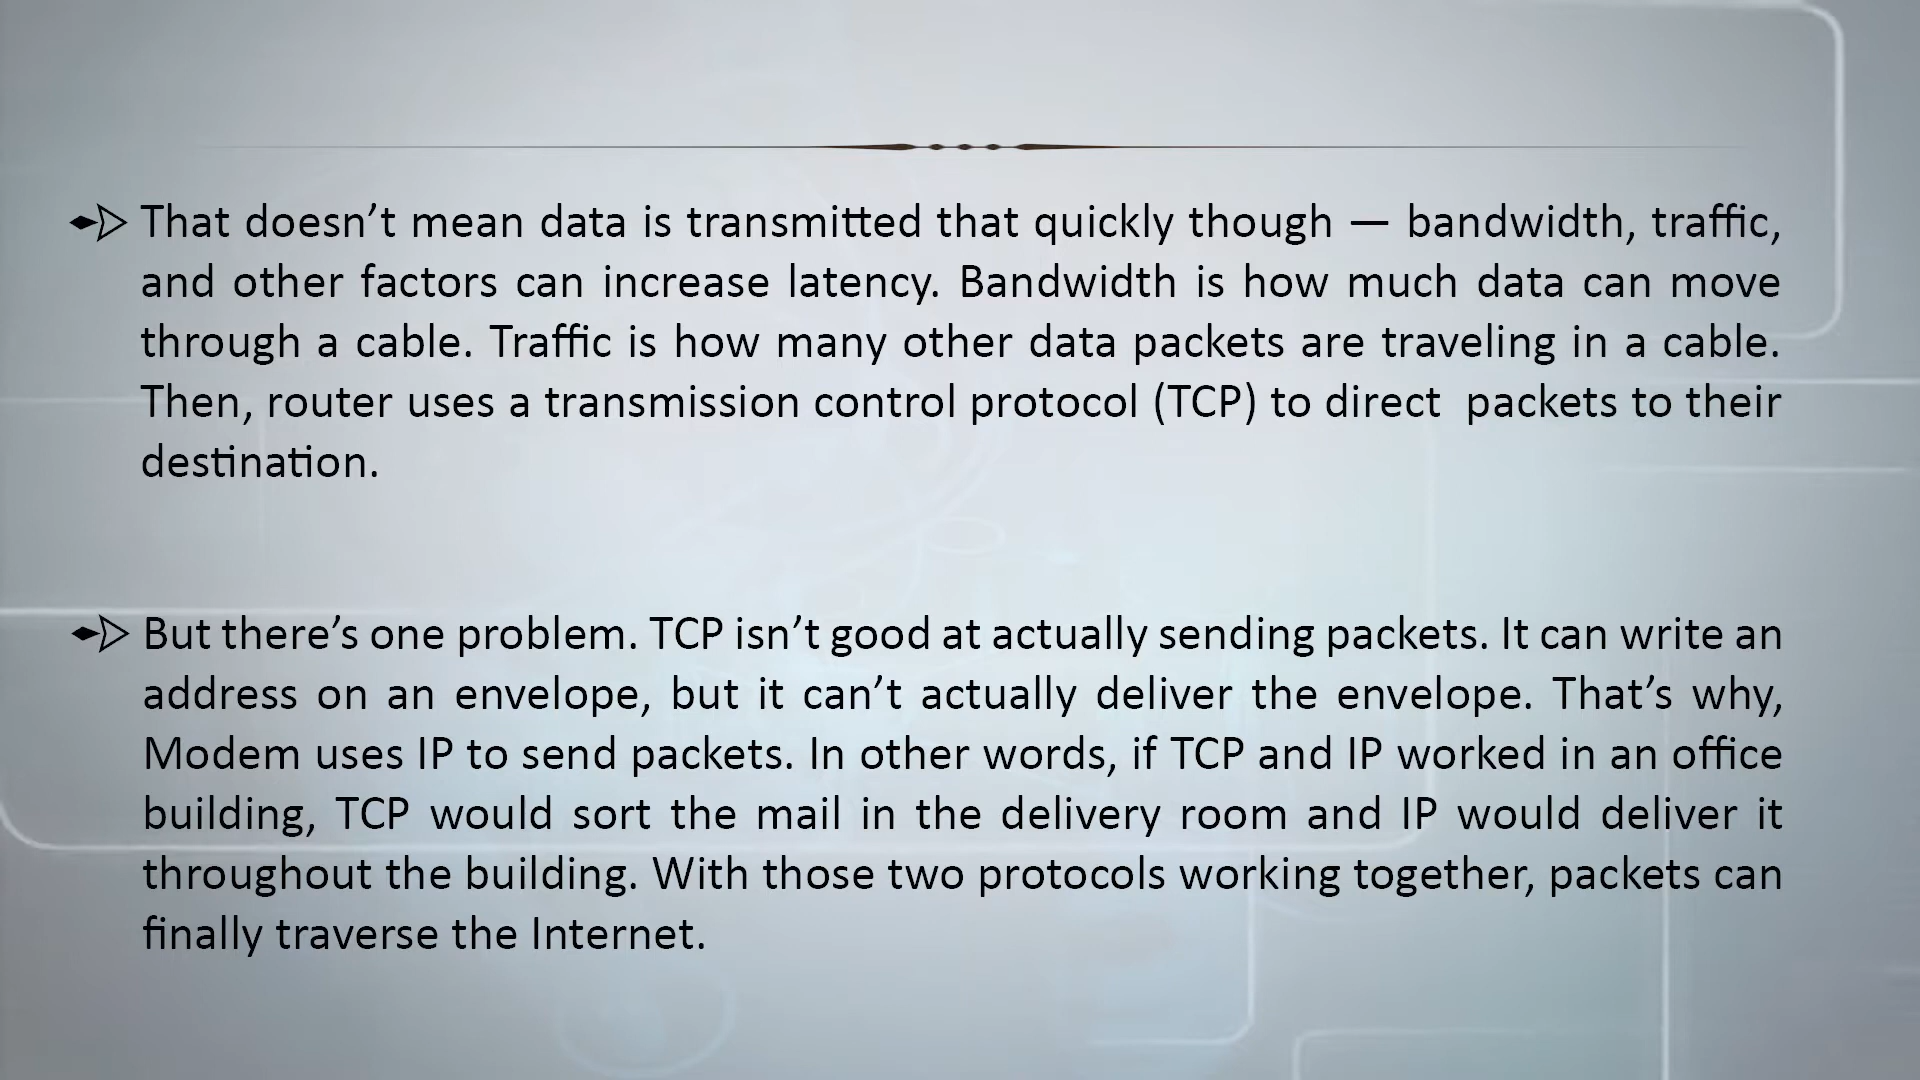 That doesn’t mean data is transmitted that quickly though — bandwidth, traffic,
and other factors can increase latency. Bandwidth is how much data can move
through a cable. Traffic is how many other data packets are traveling in a cable.
Then, router uses a transmission control protocol (TCP) to direct  packets to their
destination.
But there’s one problem. TCP isn’t good at actually sending packets. It can write an
address on an envelope, but it can’t actually deliver the envelope. That’s why,
Modem uses IP to send packets. In other words, if TCP and IP worked in an office
building, TCP would sort the mail in the delivery room and IP would deliver it
throughout the building. With those two protocols working together, packets can
finally traverse the Internet.